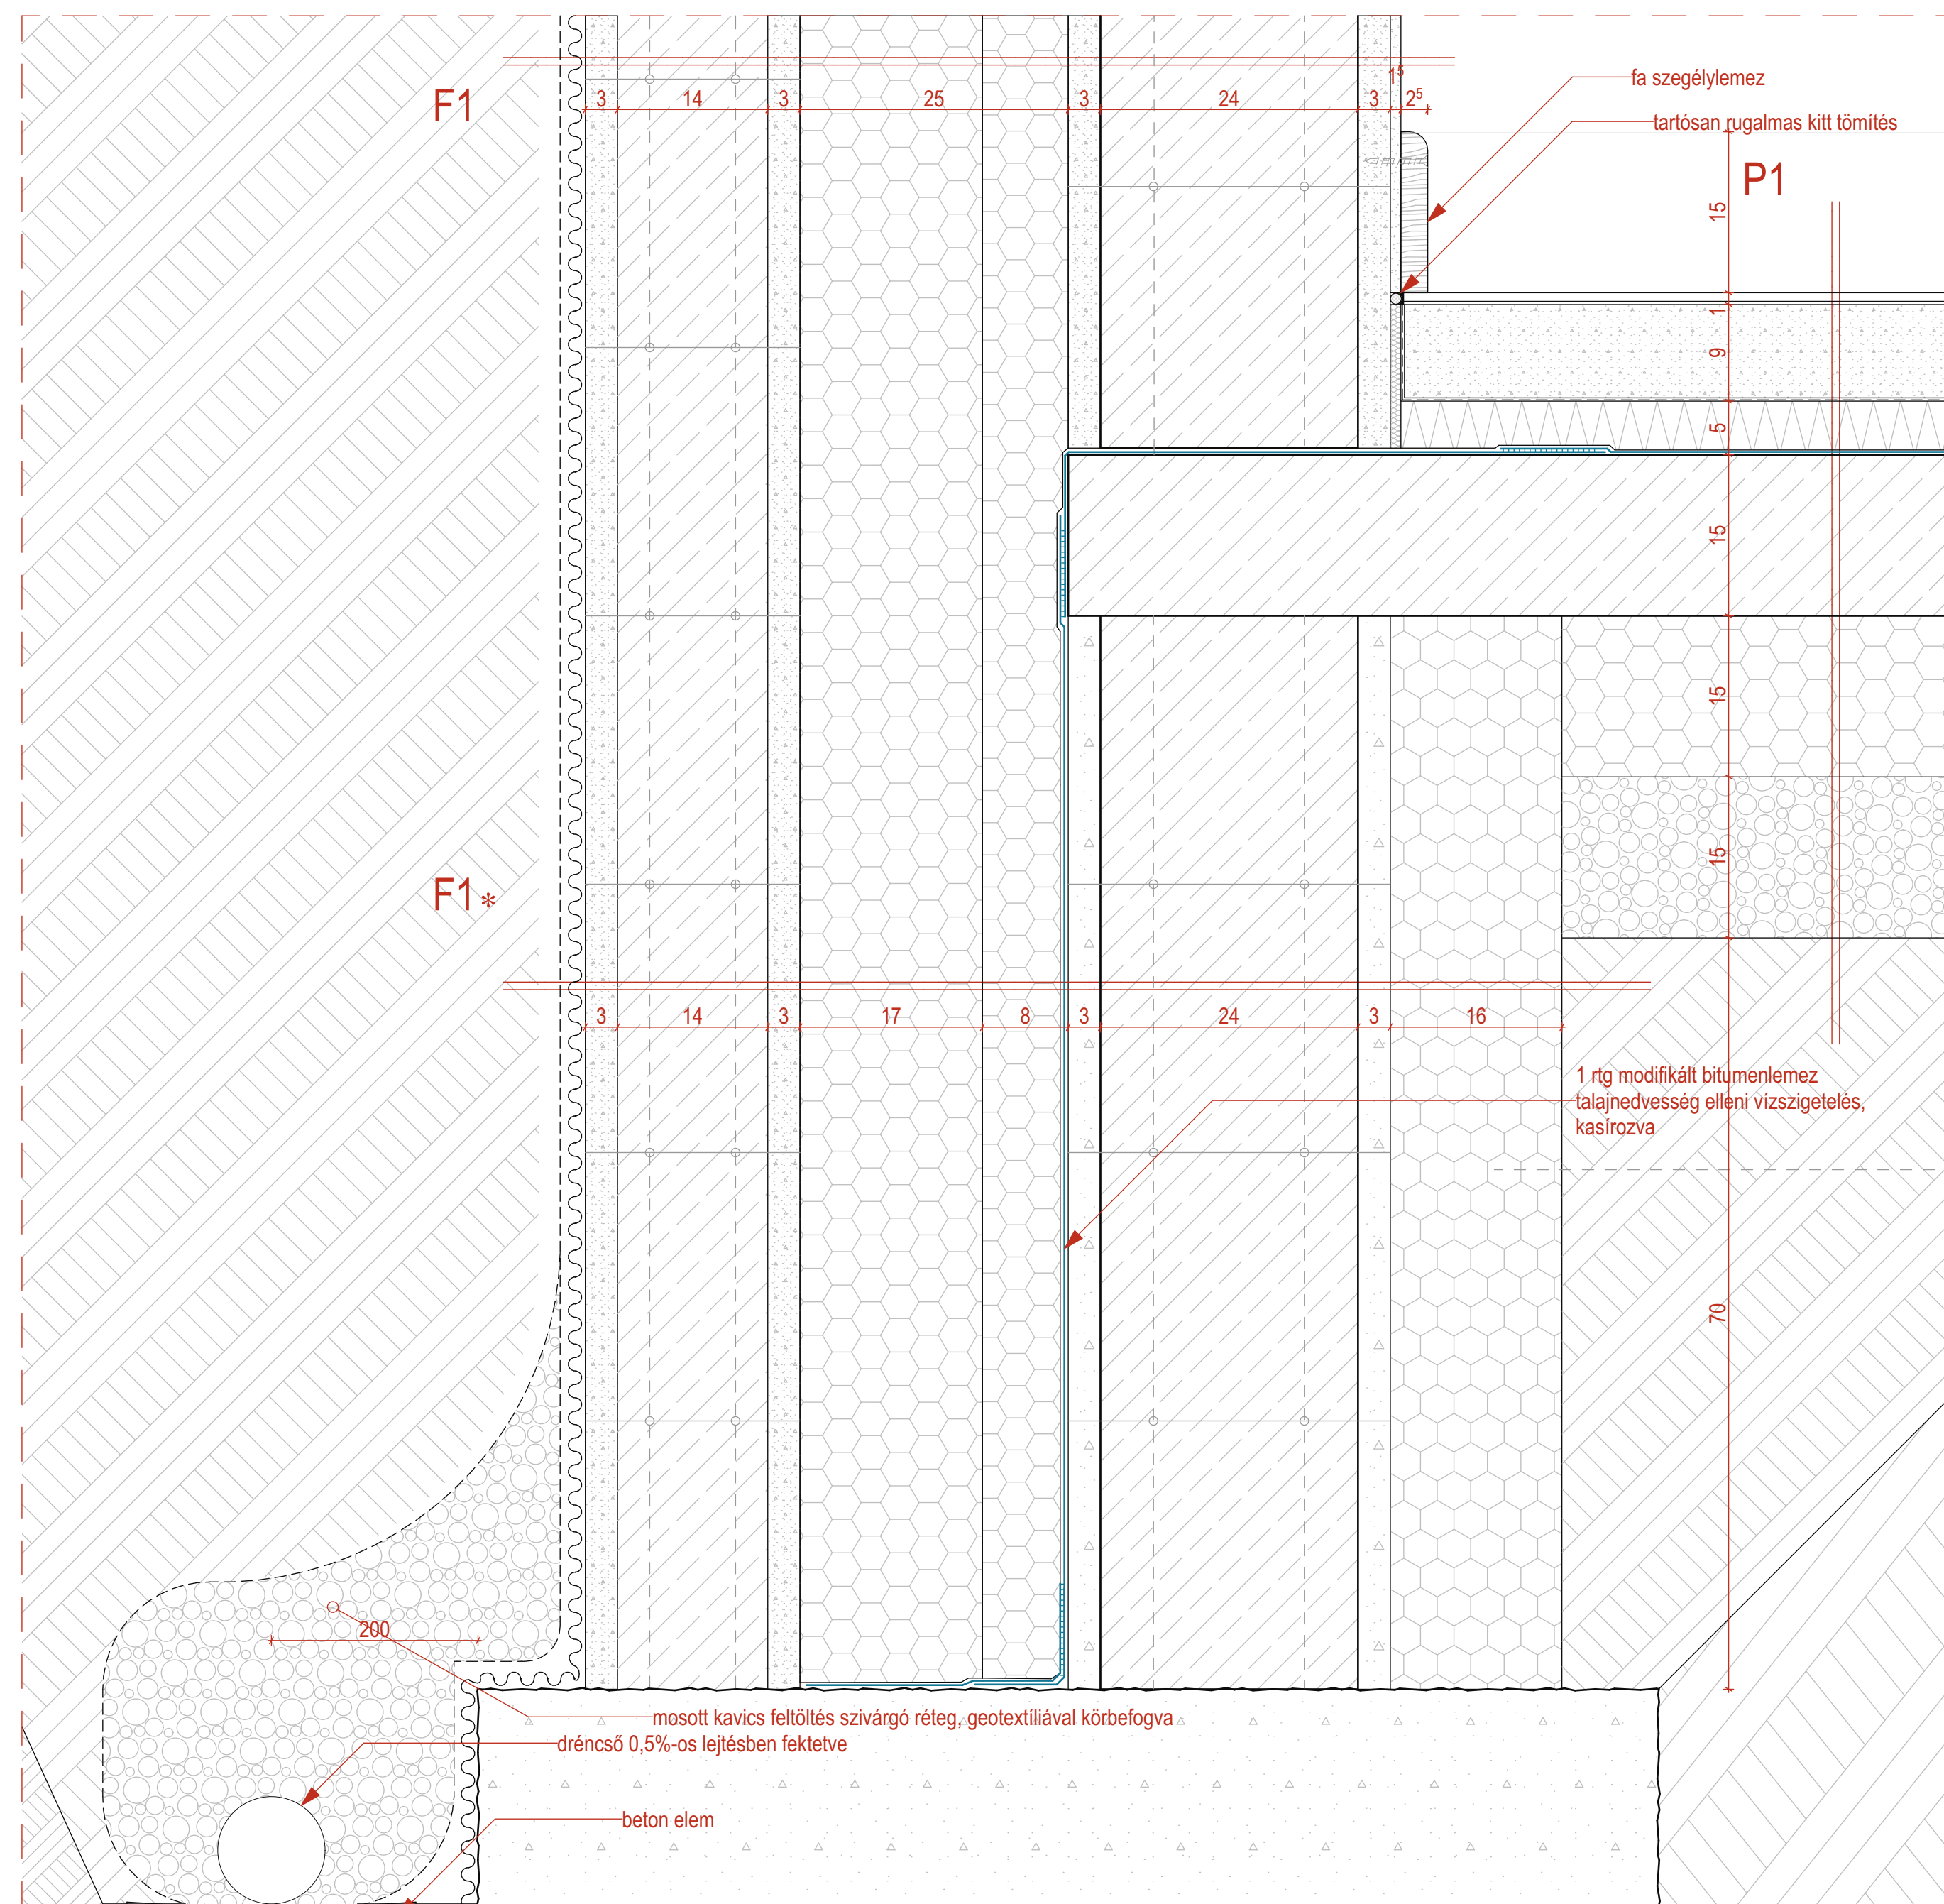 F1
3 14 3 25 3 24 3 1⁵ 2⁵
fa szegélylemez
tartósan rugalmas kitt tömítés
P1
15
1
9
5
15
15
15
F1*
3 14 3 17 8 3 24 3 16
1 rtg modifikált bitumenlemez
talajnedvesség elleni vízszigetelés,
kasírozva
70
200
mosott kavics feltöltés szivárgó réteg, geotextíliával körbefogva
dréncső 0,5%-os lejtésben fektetve
beton elem